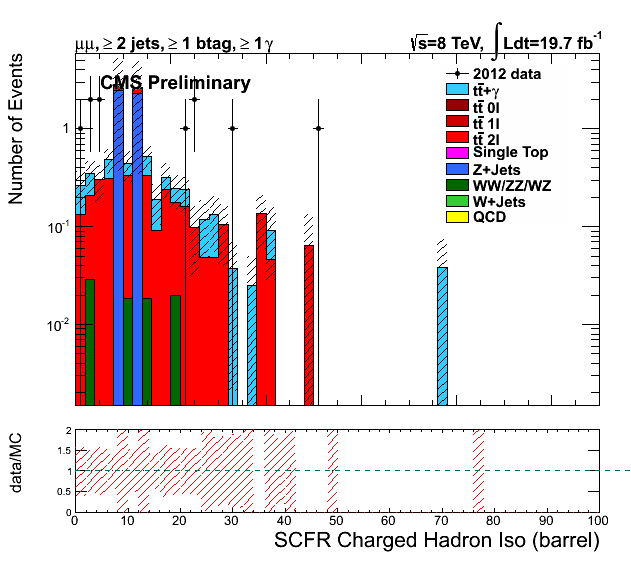 μμ, ≥ 2 jets, ≥ 1 btag, ≥ 1γ
√s=8 TeV, ∫Ldt=19.7 fb⁻¹
CMS Preliminary
2012 data
tt̄+γ
tt̄ 0l
tt̄ 1l
tt̄ 2l
Single Top
Z+Jets
WW/ZZ/WZ
W+Jets
QCD
Number of Events
1
10⁻¹
10⁻²
data/MC
2
1.5
1
0.5
0
0 10 20 30 40 50 60 70 80 90 100
SCFR Charged Hadron Iso (barrel)